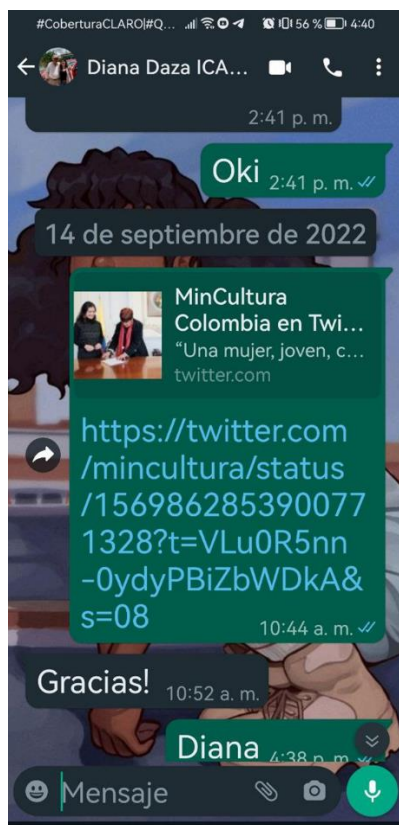 #CoberturaCLARO|#Q... 56 % 4:40
Diana Daza ICA...
2:41 p. m.
Oki 2:41 p. m.
14 de septiembre de 2022
MinCultura
Colombia en Twi...
“Una mujer, joven, c...
twitter.com
https://twitter.com
/mincultura/status
/156986285390077
1328?t=VLu0R5nn
-0ydyPBiZbWDkA&
s=08 10:44 a. m.
Gracias! 10:52 a. m.
Diana 4:38 p. m.
Mensaje